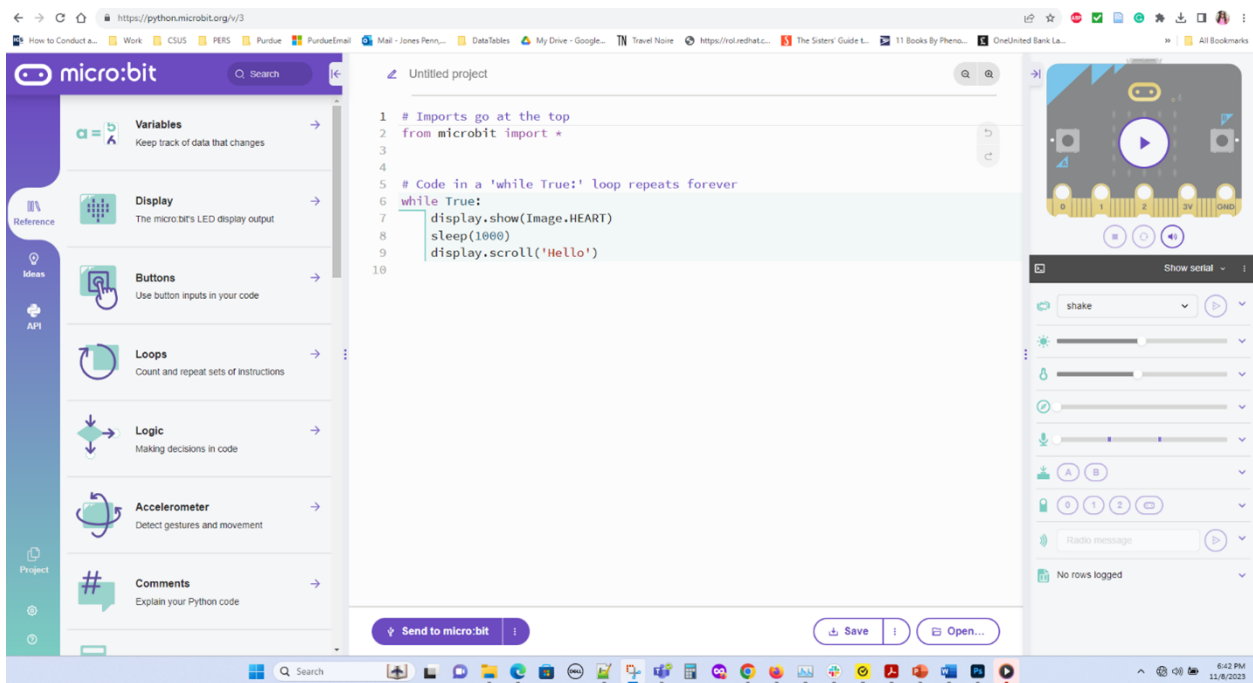 https://python.microbit.org/v/3
How to Conduct a... Work CSUS PERS Purdue PurdueEmail Mail - Jones Penn,... DataTables My Drive - Google... Travel Noire https://rol.redhat.c... The Sisters' Guide t... 11 Books By Pheno... OneUnited Bank La... » All Bookmarks
micro:bit
Search
Untitled project
Reference
Ideas
API
Project
Variables
Keep track of data that changes
Display
The micro:bit's LED display output
Buttons
Use button inputs in your code
Loops
Count and repeat sets of instructions
Logic
Making decisions in code
Accelerometer
Detect gestures and movement
Comments
Explain your Python code
1 # Imports go at the top
2 from microbit import *
3
4
5 # Code in a 'while True:' loop repeats forever
6 while True:
7 display.show(Image.HEART)
8 sleep(1000)
9 display.scroll('Hello')
10
Send to micro:bit
Save
Open...
0 1 2 3V GND
Show serial
shake
A B
0 1 2
Radio message
No rows logged
Search
6:42 PM
11/8/2023